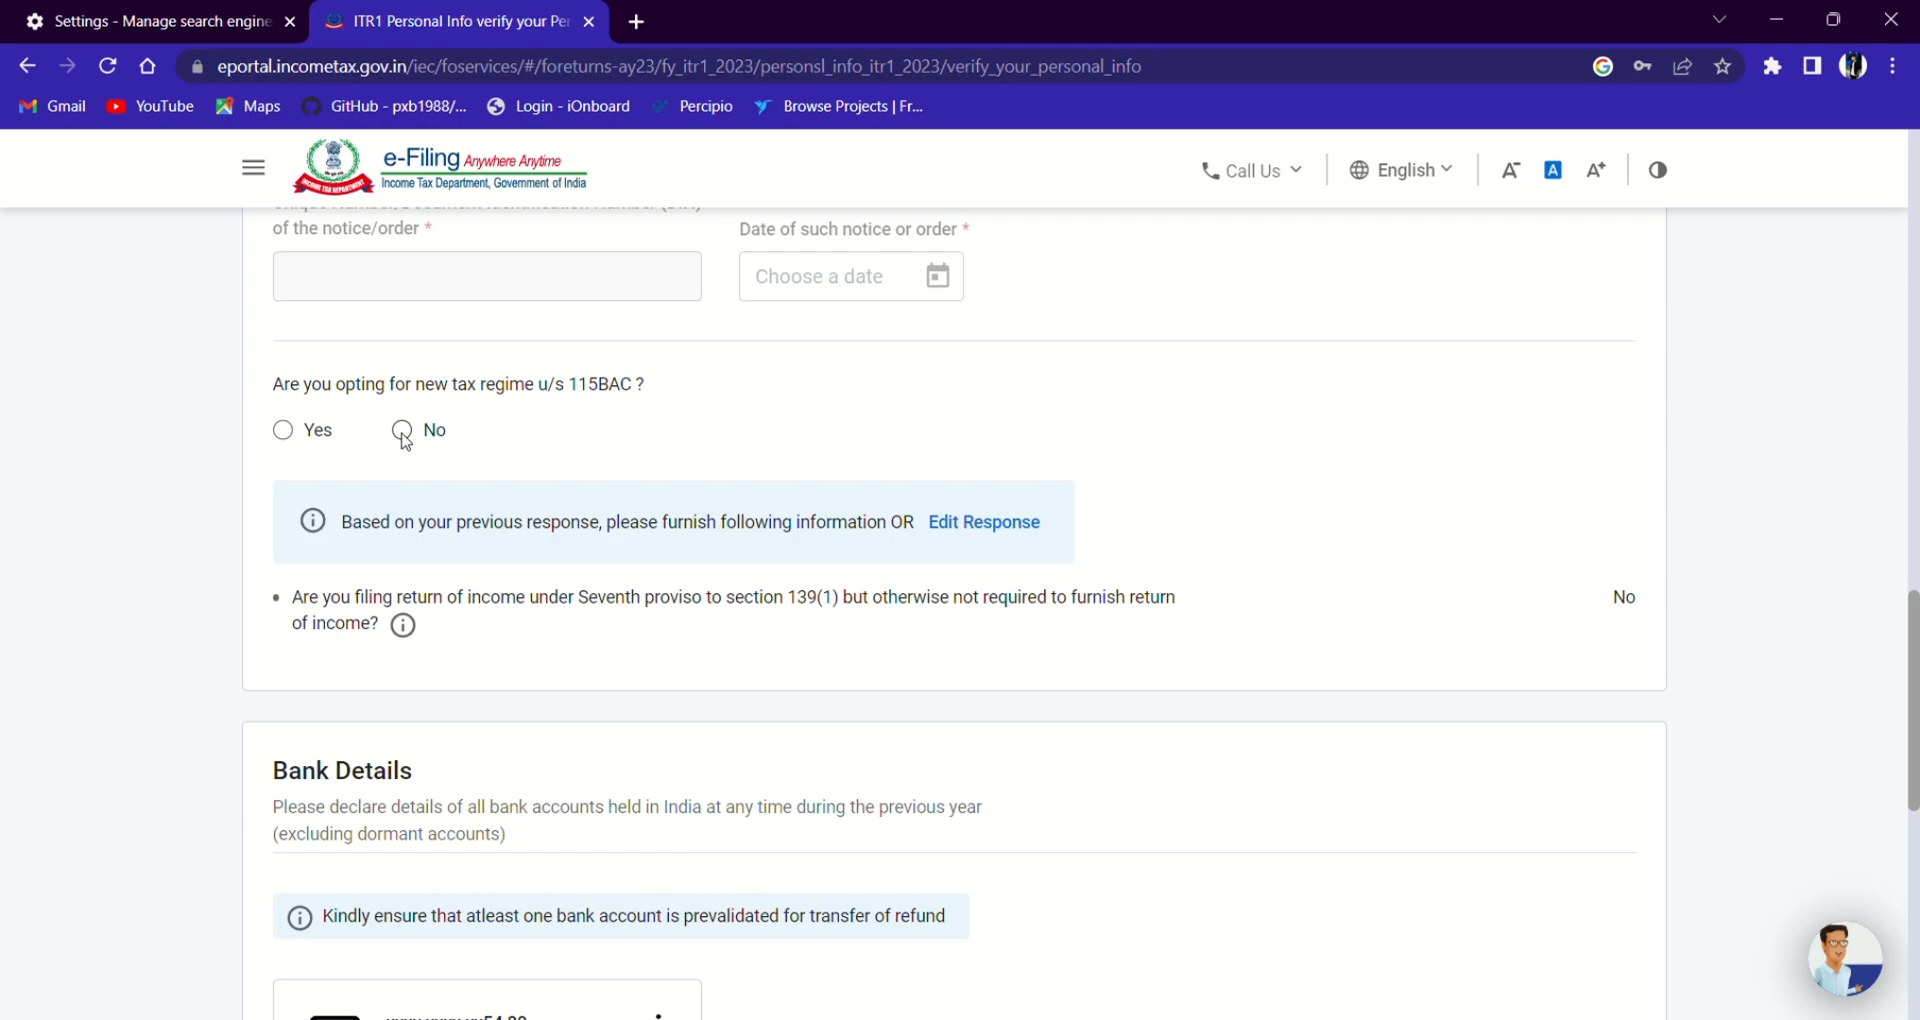 Settings - Manage search engine
ITR1 Personal Info verify your Per
eportal.incometax.gov.in/iec/foservices/#/foreturns-ay23/fy_itr1_2023/personsl_info_itr1_2023/verify_your_personal_info
Gmail YouTube Maps GitHub - pxb1988/... Login - iOnboard Percipio Browse Projects | Fr...
e-Filing Anywhere Anytime
Income Tax Department, Government of India
INCOME TAX DEPARTMENT
Call Us English A- A A+
of the notice/order * Date of such notice or order *
Choose a date
Are you opting for new tax regime u/s 115BAC ?
Yes No
Based on your previous response, please furnish following information OR Edit Response
• Are you filing return of income under Seventh proviso to section 139(1) but otherwise not required to furnish return No
of income?
Bank Details
Please declare details of all bank accounts held in India at any time during the previous year
(excluding dormant accounts)
Kindly ensure that atleast one bank account is prevalidated for transfer of refund